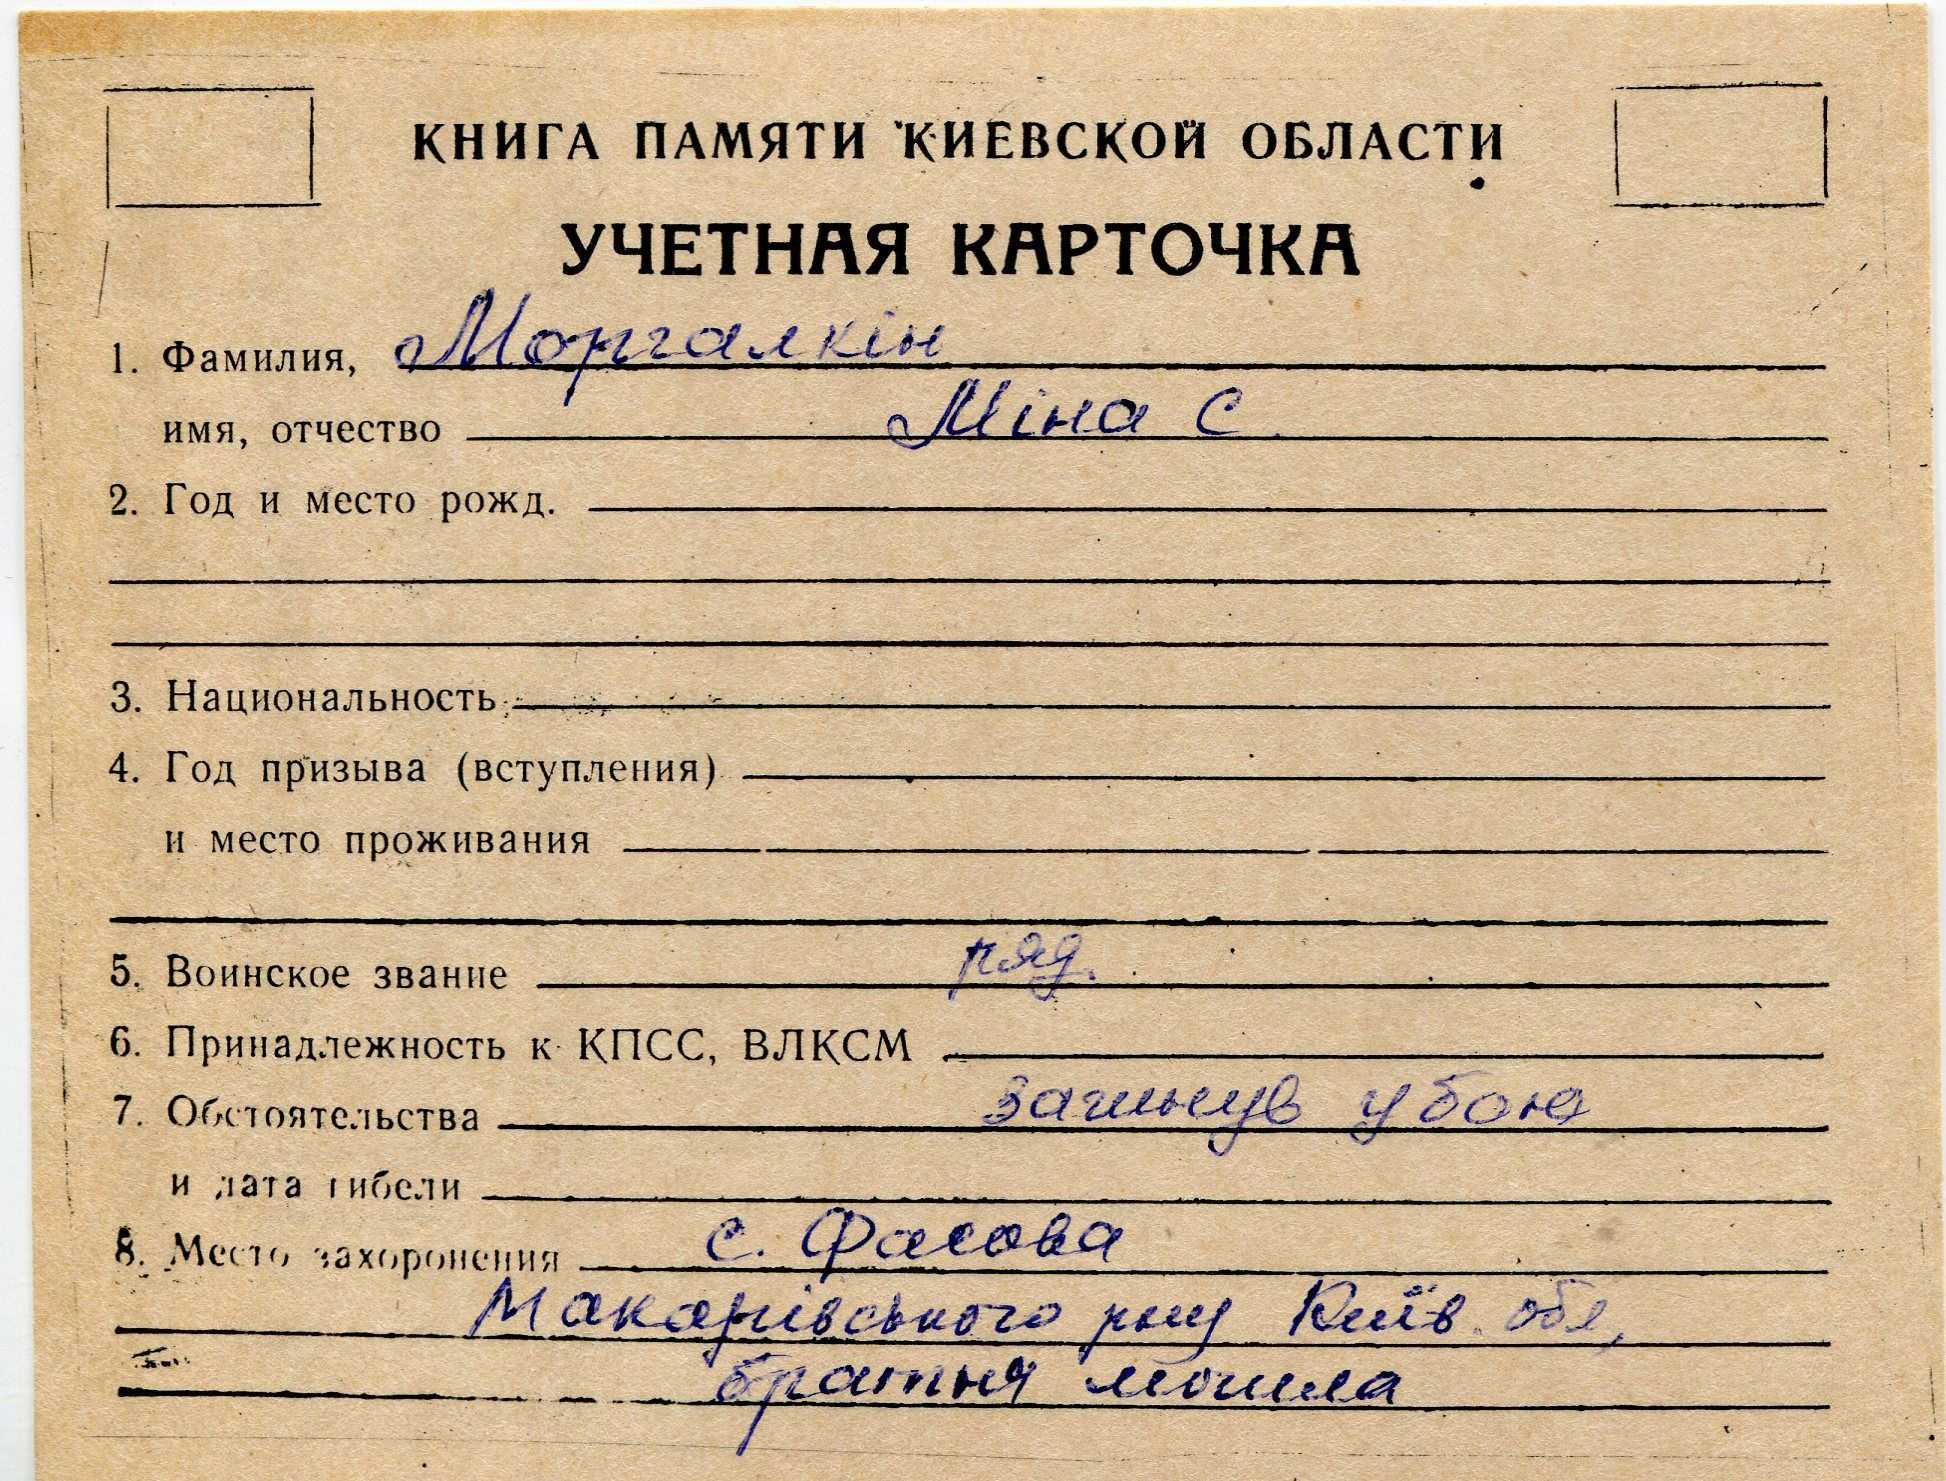 КНИГА ПАМЯТИ КИЕВСКОЙ ОБЛАСТИ
УЧЕТНАЯ КАРТОЧКА
1. Фамилия, Моргалкін
имя, отчество Міна С.
2. Год и место рожд.
3. Национальность
4. Год призыва (вступления)
и место проживания
5. Воинское звание ряд.
6. Принадлежность к КПСС, ВЛКСМ
7. Обстоятельства загинув у бою
и дата гибели
8. Место захоронения с. Фасова
Макарівського р-ну Київ. обл,
братня могила